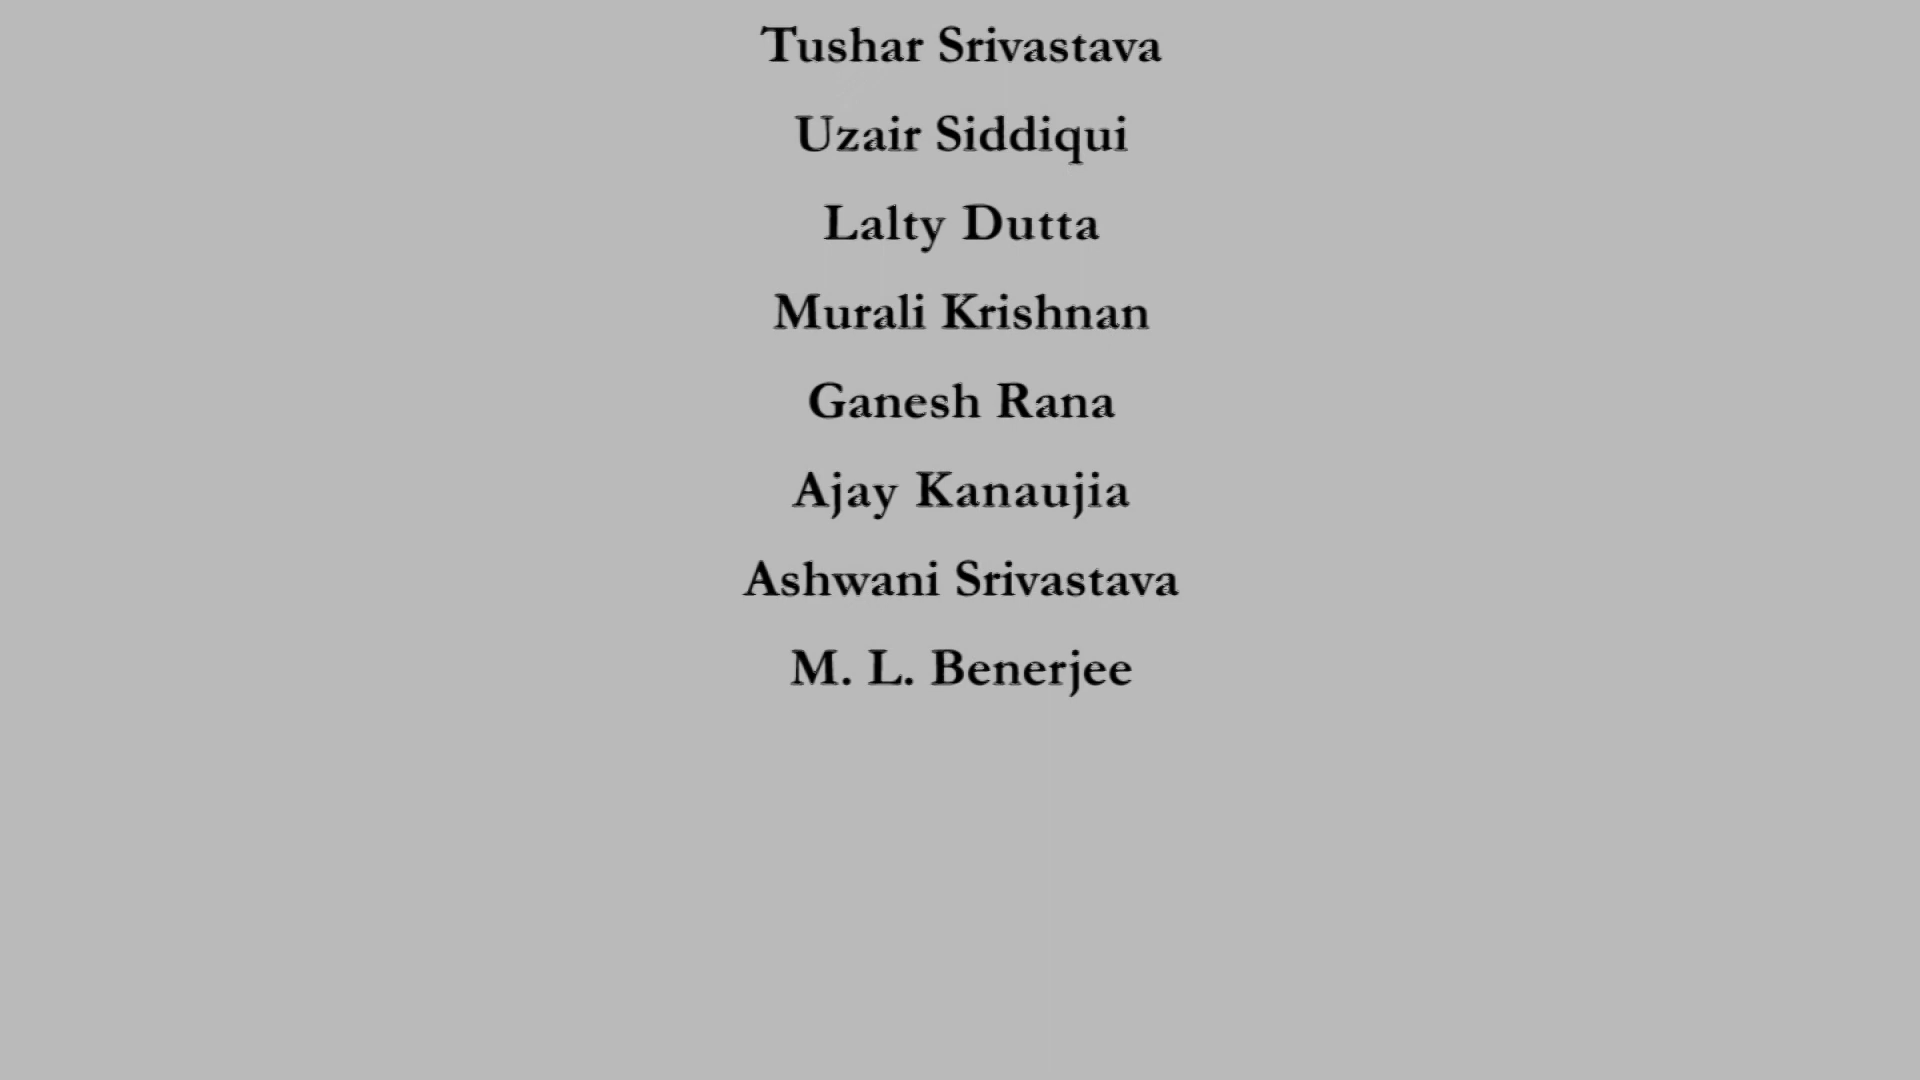 Tushar Srivastava
Uzair Siddiqui
Lalty Dutta
Murali Krishnan
Ganesh Rana
Ajay Kanaujia
Ashwani Srivastava
M. L. Benerjee